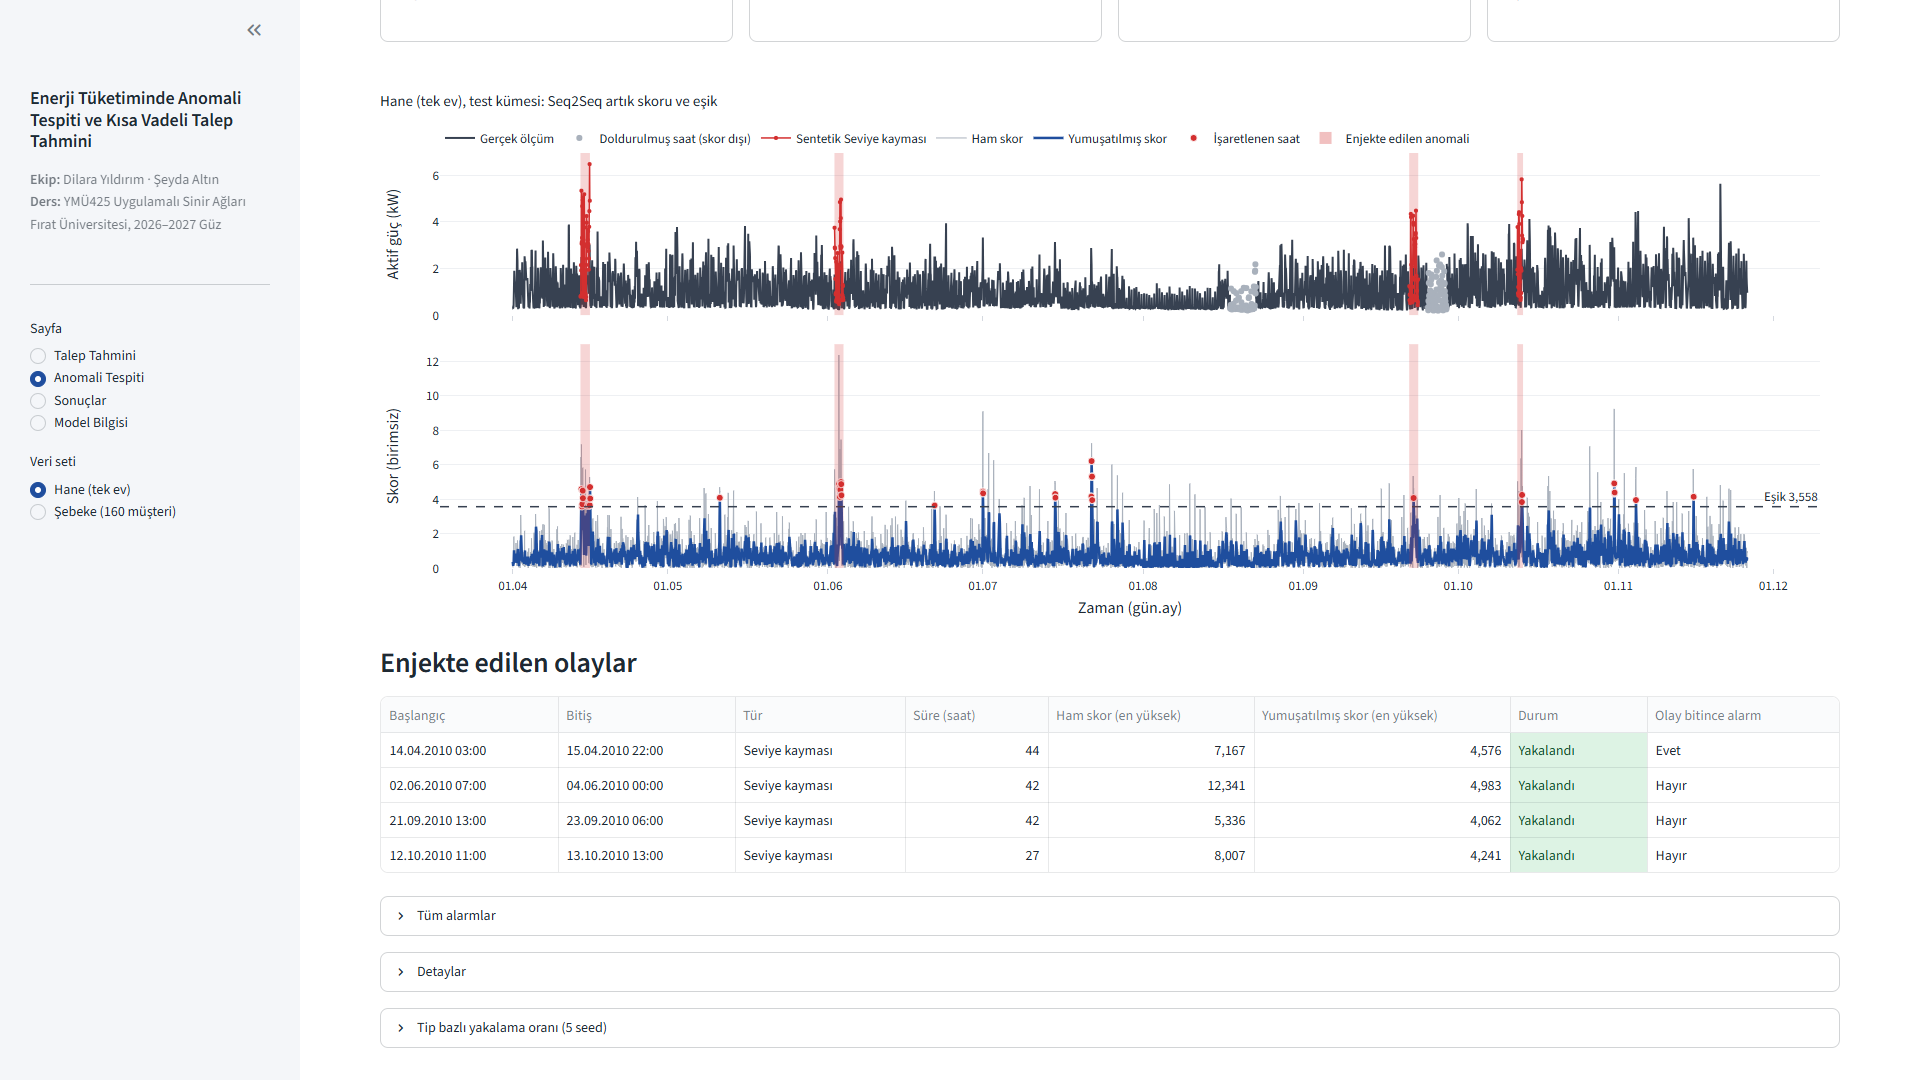 Enerji Tüketiminde Anomali
Tespiti ve Kısa Vadeli Talep
Tahmini
Ekip: Dilara Yıldırım · Şeyda Altın
Ders: YMÜ425 Uygulamalı Sinir Ağları
Fırat Üniversitesi, 2026–2027 Güz
Sayfa
Talep Tahmini
Anomali Tespiti
Sonuçlar
Model Bilgisi
Veri seti
Hane (tek ev)
Şebeke (160 müşteri)
Hane (tek ev), test kümesi: Seq2Seq artık skoru ve eşik
Gerçek ölçüm Doldurulmuş saat (skor dışı) Sentetik Seviye kayması Ham skor Yumuşatılmış skor İşaretlenen saat Enjekte edilen anomali
Aktif güç (kW)
6
4
2
0
Skor (birimsiz)
12
10
8
6
4
2
0
Eşik 3,558
01.04 01.05 01.06 01.07 01.08 01.09 01.10 01.11 01.12
Zaman (gün.ay)
Enjekte edilen olaylar
Başlangıç Bitiş Tür Süre (saat) Ham skor (en yüksek) Yumuşatılmış skor (en yüksek) Durum Olay bitince alarm
14.04.2010 03:00 15.04.2010 22:00 Seviye kayması 44 7,167 4,576 Yakalandı Evet
02.06.2010 07:00 04.06.2010 00:00 Seviye kayması 42 12,341 4,983 Yakalandı Hayır
21.09.2010 13:00 23.09.2010 06:00 Seviye kayması 42 5,336 4,062 Yakalandı Hayır
12.10.2010 11:00 13.10.2010 13:00 Seviye kayması 27 8,007 4,241 Yakalandı Hayır
Tüm alarmlar
Detaylar
Tip bazlı yakalama oranı (5 seed)